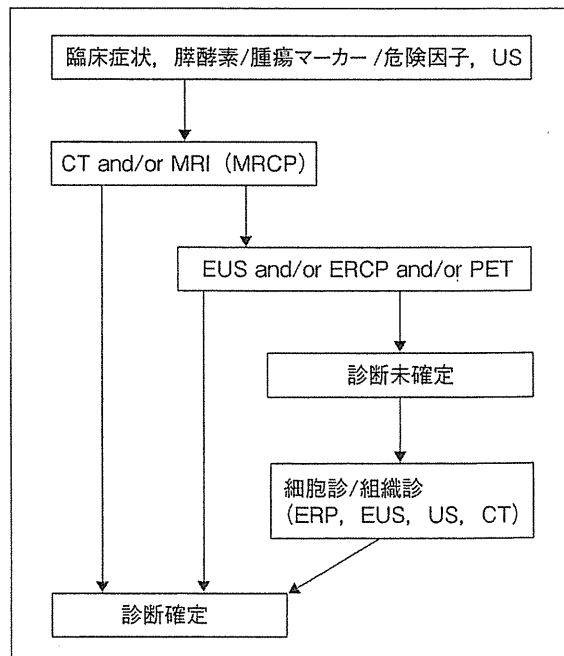 臨床症状, 膵酵素/腫瘍マーカー/危険因子, US
CT and/or MRI (MRCP)
EUS and/or ERCP and/or PET
診断未確定
細胞診/組織診
(ERP, EUS, US, CT)
診断確定